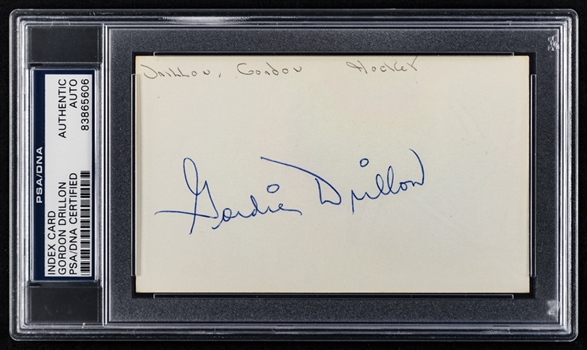 PSA/DNA
INDEX CARD
GORDON DRILLON
PSA/DNA CERTIFIED
AUTHENTIC
AUTO
83865606
Drillon, Gordon Hockey
Gordie Drillon